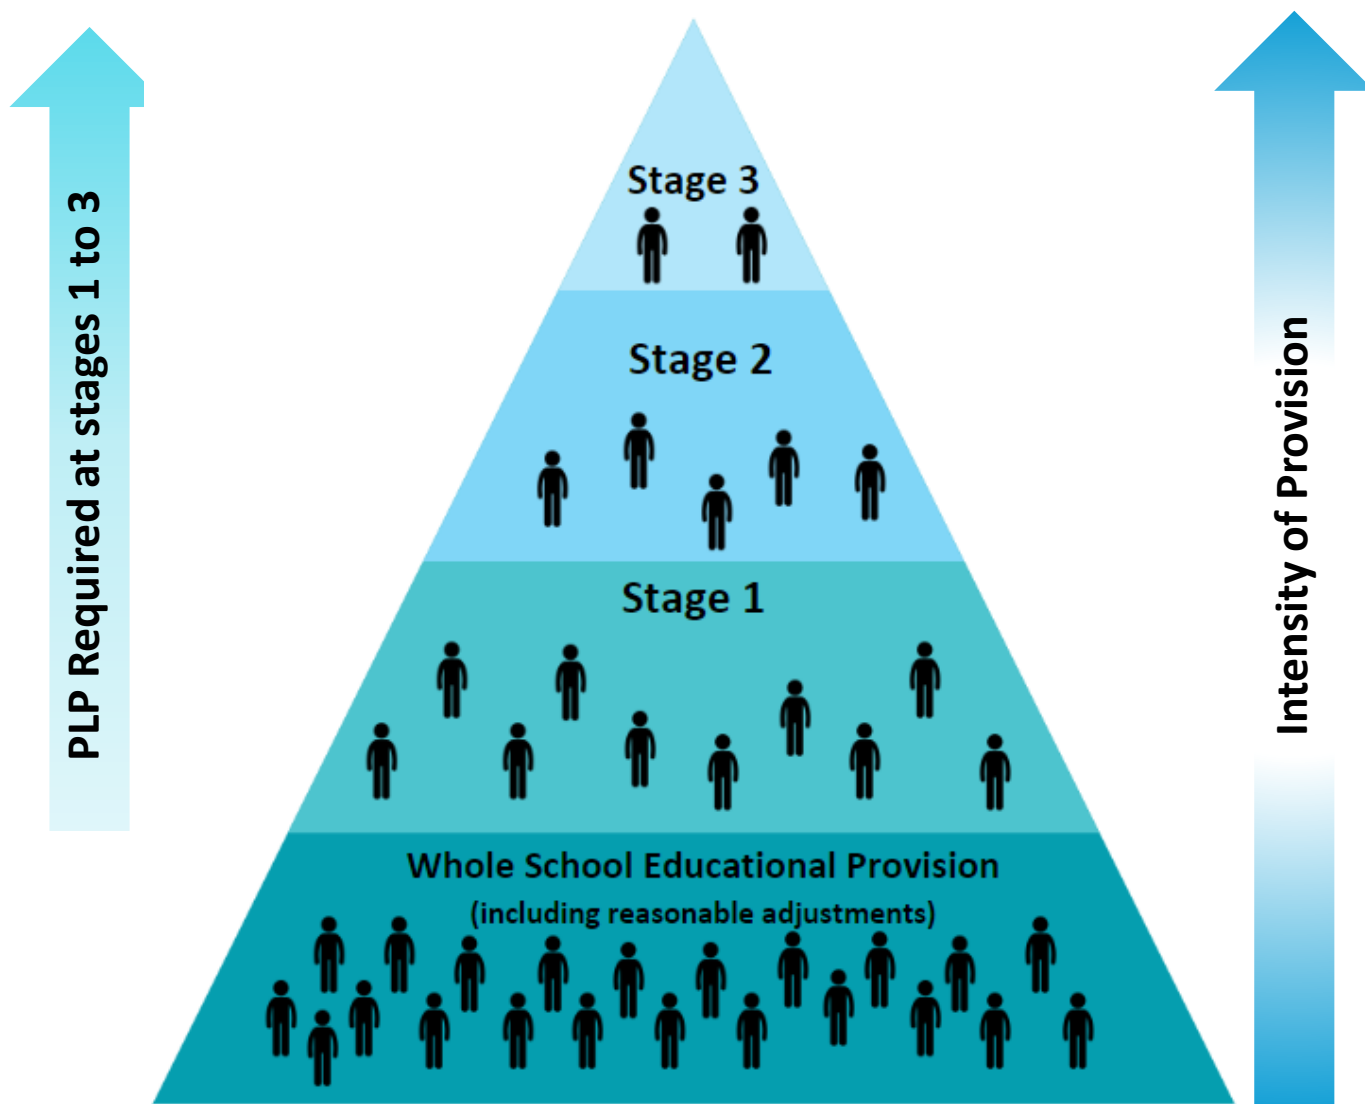 PLP Required at stages 1 to 3
Stage 3
Stage 2
Stage 1
Whole School Educational Provision
(including reasonable adjustments)
Intensity of Provision